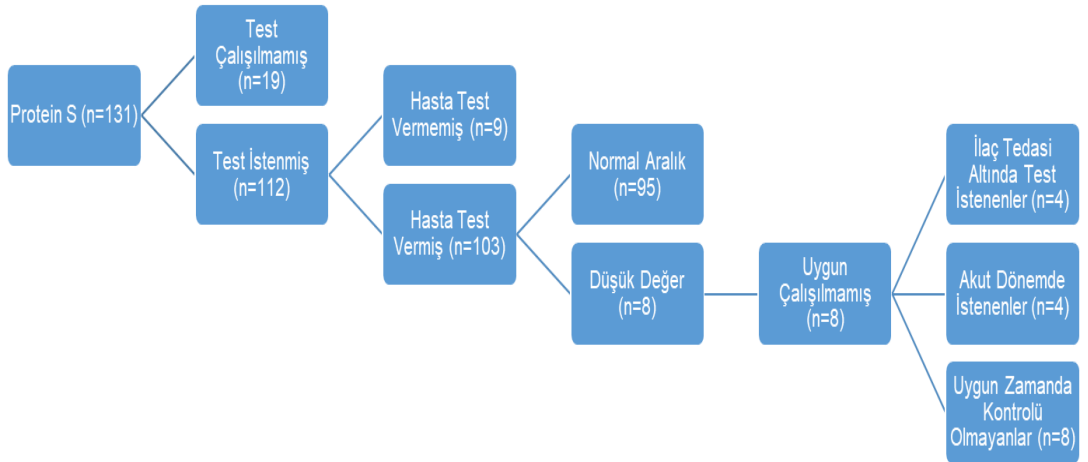 Protein S (n=131)
Test
Çalışılmamış
(n=19)
Test İstenmiş
(n=112)
Hasta Test
Vermemiş (n=9)
Hasta Test
Vermiş (n=103)
Normal Aralık
(n=95)
Düşük Değer
(n=8)
Uygun
Çalışılmamış
(n=8)
İlaç Tedasi
Altında Test
İstenenler (n=4)
Akut Dönemde
İstenenler (n=4)
Uygun Zamanda
Kontrolü
Olmayanlar (n=8)